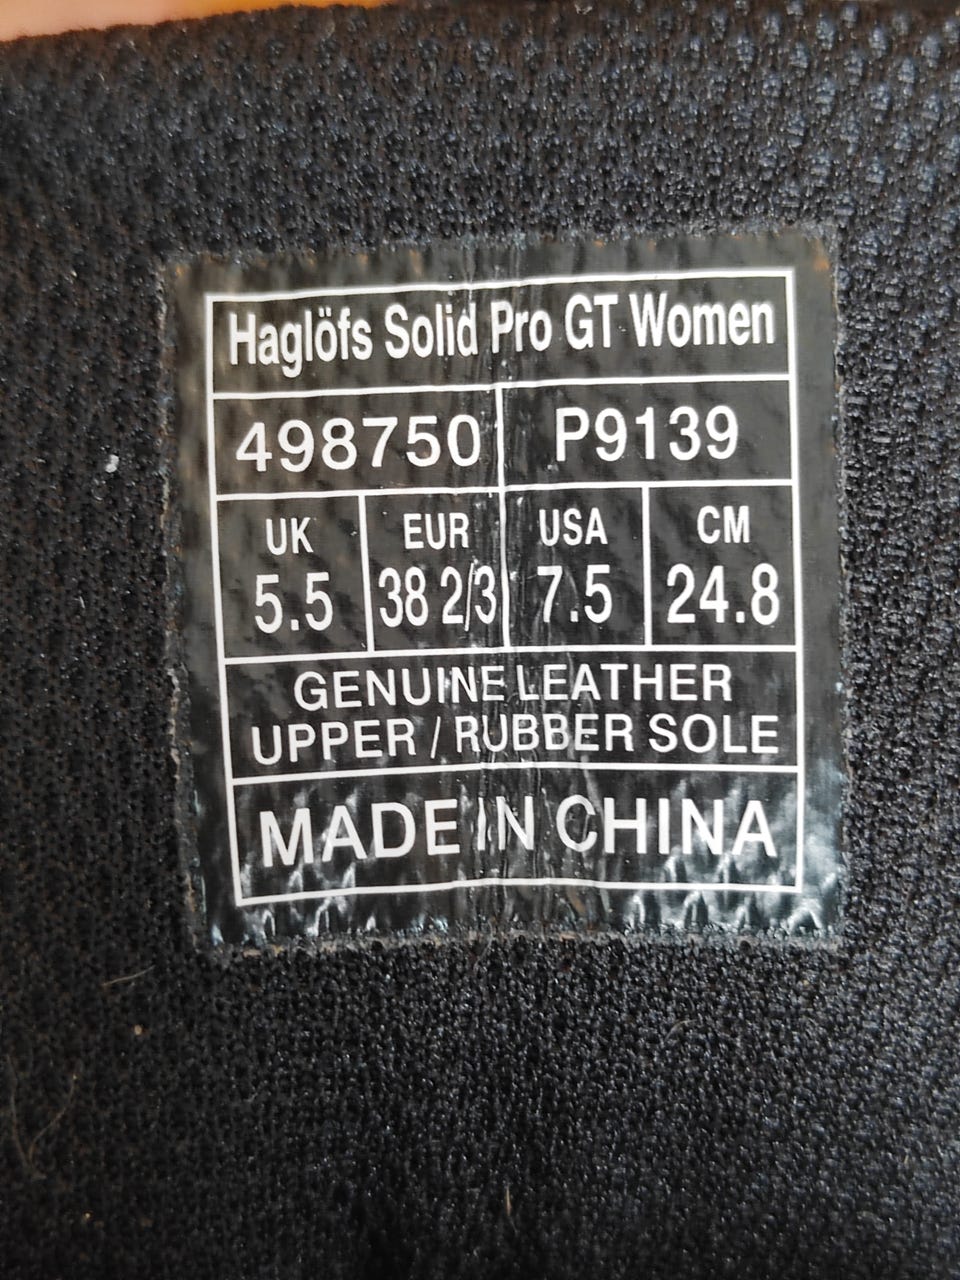 Haglöfs Solid Pro GT Women
498750 P9139
UK EUR USA CM
5.5 38 2/3 7.5 24.8
GENUINE LEATHER
UPPER / RUBBER SOLE
MADE IN CHINA